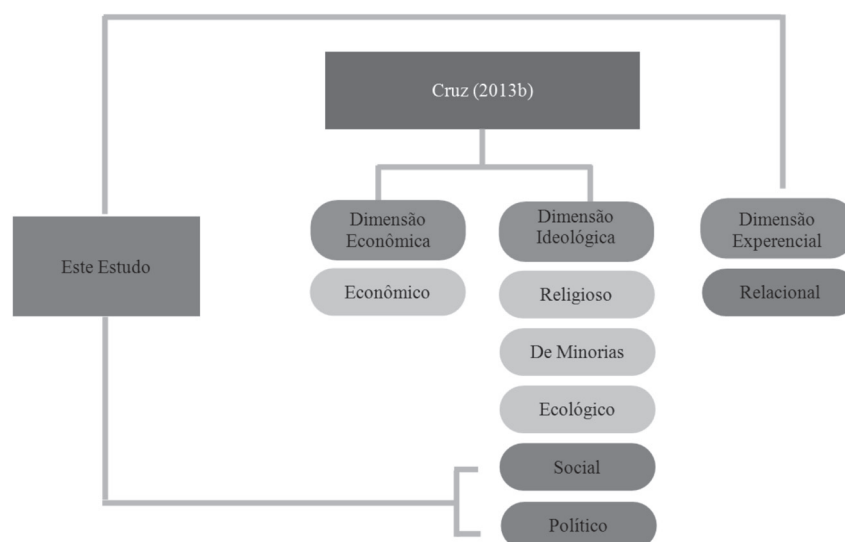 Cruz (2013b)
Este Estudo
Dimensão
Econômica
Econômico
Dimensão
Ideológica
Religioso
De Minorias
Ecológico
Social
Político
Dimensão
Experencial
Relacional